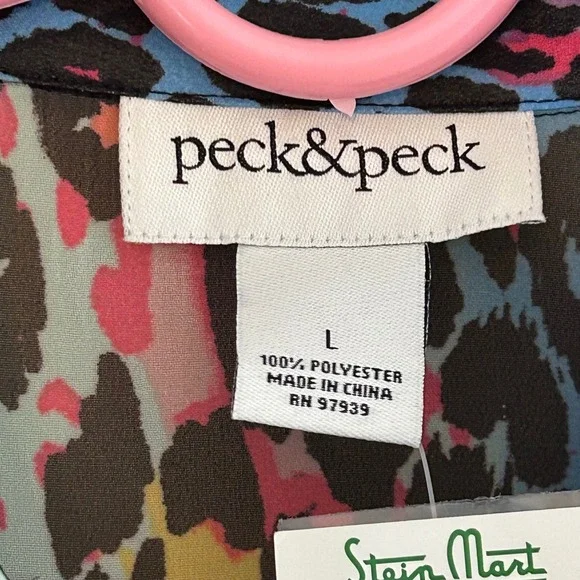 peck&peck
L
100% POLYESTER
MADE IN CHINA
RN 97939
Stein Mart